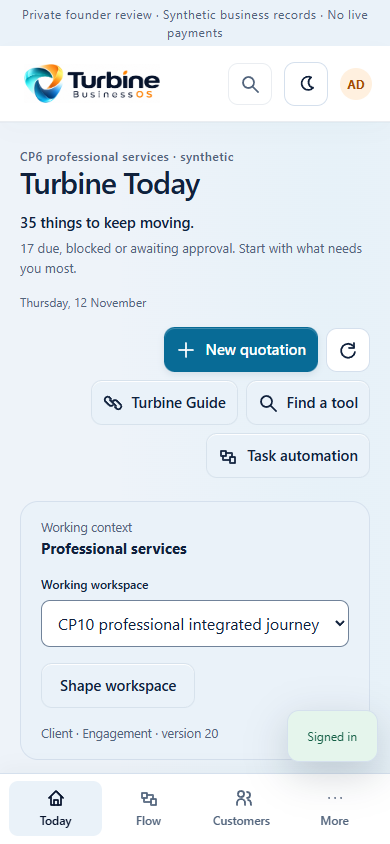 Private founder review · Synthetic business records · No live
payments
Turbine
BusinessOS
AD
CP6 professional services · synthetic
Turbine Today
35 things to keep moving.
17 due, blocked or awaiting approval. Start with what needs
you most.
Thursday, 12 November
New quotation
Turbine Guide
Find a tool
Task automation
Working context
Professional services
Working workspace
CP10 professional integrated journey
Shape workspace
Client · Engagement · version 20
Signed in
Today
Flow
Customers
More